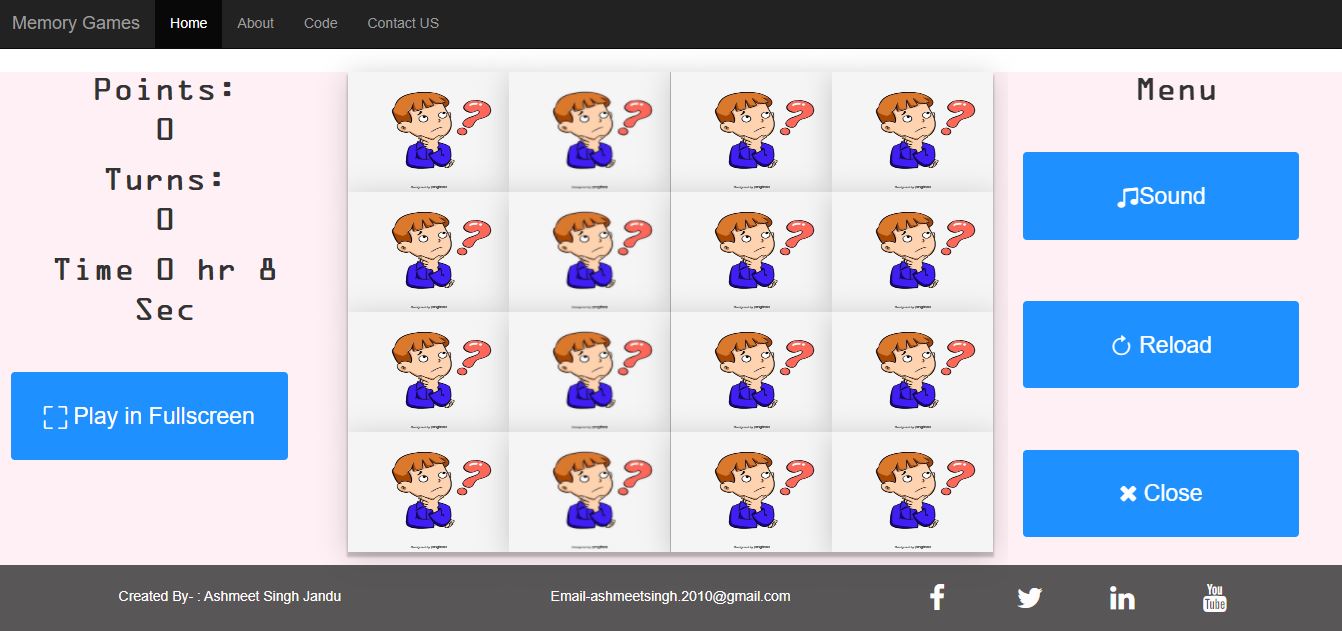 Memory Games Home About Code Contact US
Points:
0
Turns:
0
Time 0 hr 8
Sec
Play in Fullscreen
Menu
Sound
Reload
Close
Created By- : Ashmeet Singh Jandu
Email-ashmeetsingh.2010@gmail.com
You
Tube